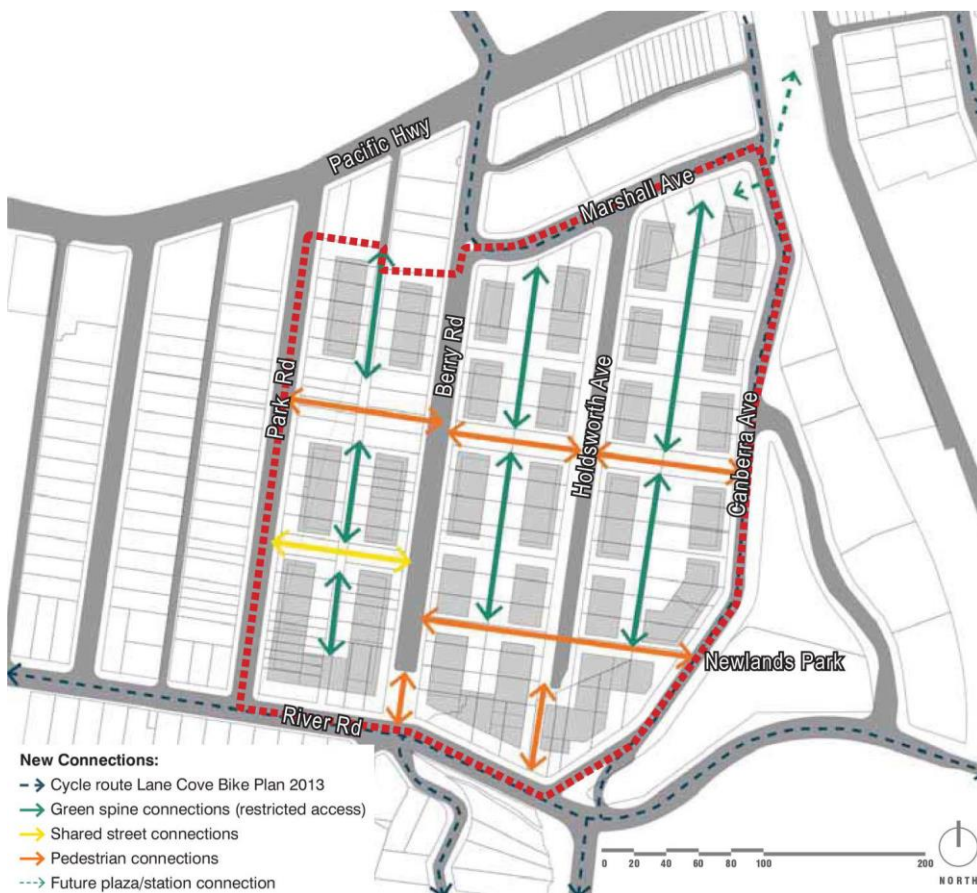 Pacific Hwy
Marshall Ave
Berry Rd
Park Rd
Holdsworth Ave
Canberra Ave
Newlands Park
River Rd
New Connections:
Cycle route Lane Cove Bike Plan 2013
Green spine connections (restricted access)
Shared street connections
Pedestrian connections
Future plaza/station connection
0 20 40 60 80 100 200
NORTH